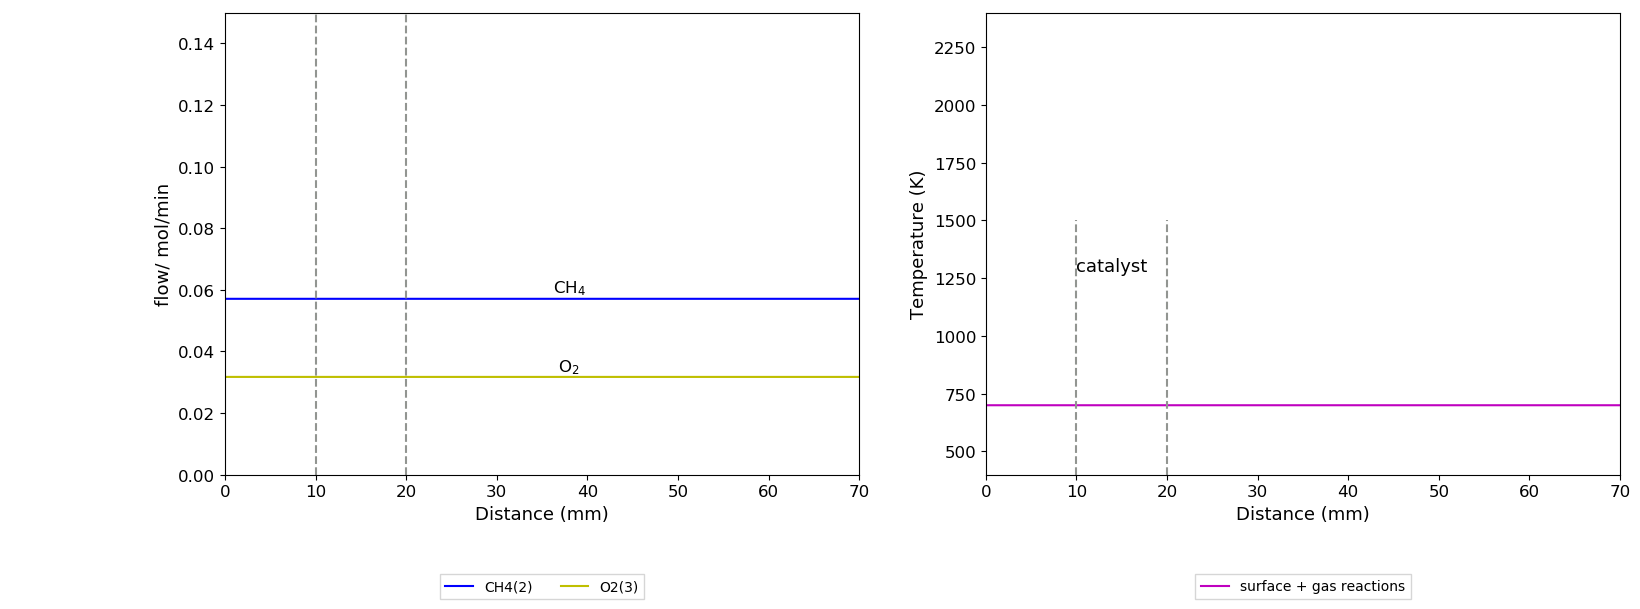 0.14
0.12
0.10
0.08
0.06
0.04
0.02
0.00
flow/ mol/min
CH₄
O₂
0 10 20 30 40 50 60 70
Distance (mm)
CH4(2) O2(3)
2250
2000
1750
1500
1250
1000
750
500
Temperature (K)
catalyst
0 10 20 30 40 50 60 70
Distance (mm)
surface + gas reactions